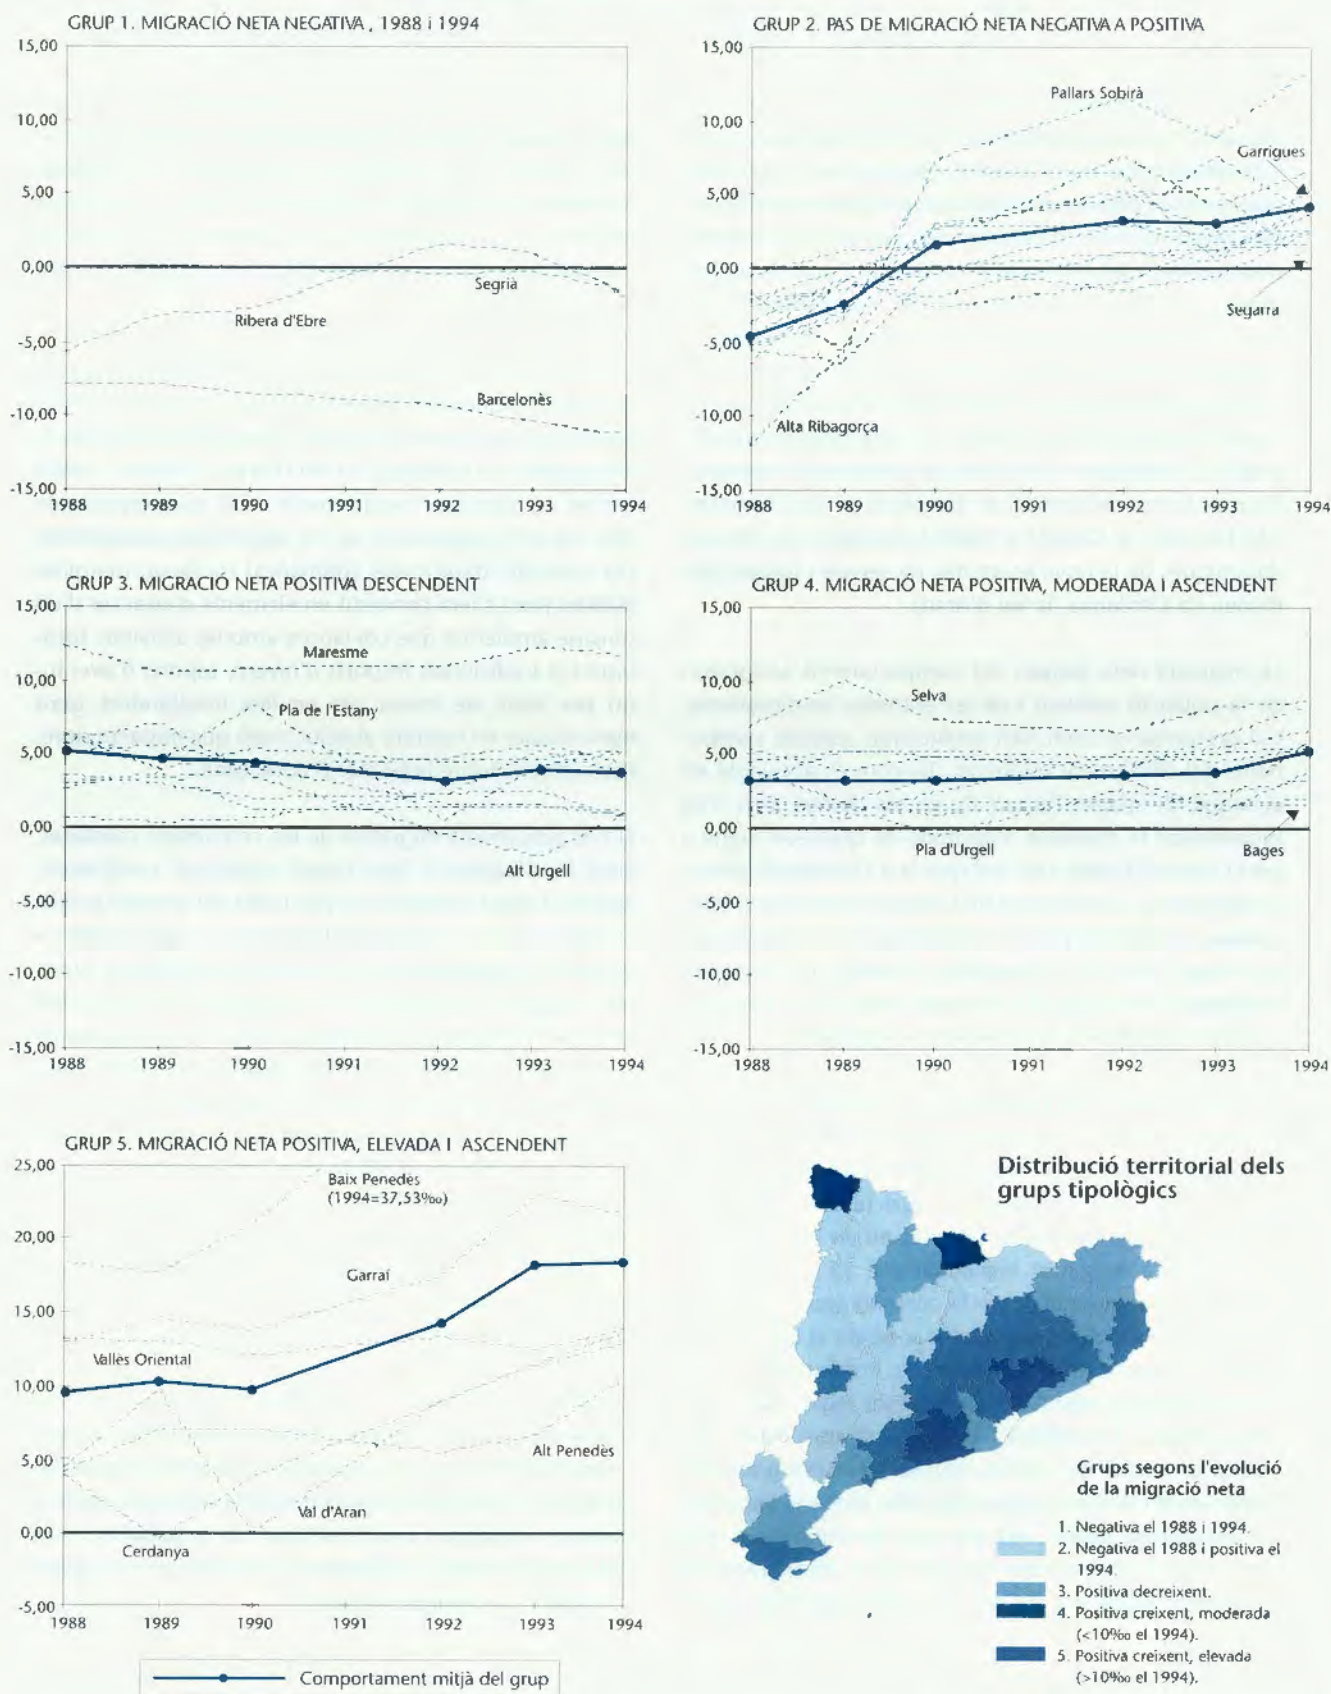 GRUP 1. MIGRACIÓ NETA NEGATIVA , 1988 i 1994
15,00
10,00
5,00
0,00
-5,00
-10,00
-15,00
Segrià
Ribera d'Ebre
Barcelonès
1988 1989 1990 1991 1992 1993 1994
GRUP 2. PAS DE MIGRACIÓ NETA NEGATIVA A POSITIVA
15,00
10,00
5,00
0,00
-5,00
-10,00
-15,00
Pallars Sobirà
Garrigues
Segarra
Alta Ribagorça
1988 1989 1990 1991 1992 1993 1994
GRUP 3. MIGRACIÓ NETA POSITIVA DESCENDENT
15,00
10,00
5,00
0,00
-5,00
-10,00
-15,00
Maresme
Pla de l'Estany
Alt Urgell
1988 1989 1990 1991 1992 1993 1994
GRUP 4. MIGRACIÓ NETA POSITIVA, MODERADA I ASCENDENT
15,00
10,00
5,00
0,00
-5,00
-10,00
-15,00
Selva
Pla d'Urgell
Bages
1988 1989 1990 1991 1992 1993 1994
GRUP 5. MIGRACIÓ NETA POSITIVA, ELEVADA I ASCENDENT
25,00
20,00
15,00
10,00
5,00
0,00
-5,00
Baix Penedès
(1994=37,53‰)
Garraf
Vallès Oriental
Alt Penedès
Val d'Aran
Cerdanya
1988 1989 1990 1991 1992 1993 1994
Comportament mitjà del grup
Distribució territorial dels
grups tipològics
Grups segons l'evolució
de la migració neta
1. Negativa el 1988 i 1994.
2. Negativa el 1988 i positiva el
1994.
3. Positiva decreixent.
4. Positiva creixent, moderada
(<10‰ el 1994).
5. Positiva creixent, elevada
(>10‰ el 1994).